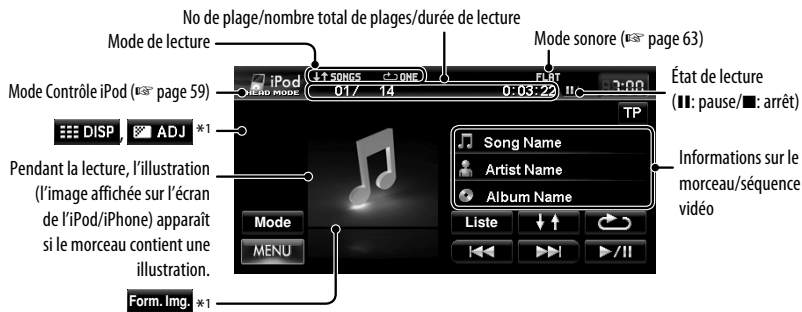 No de plage/nombre total de plages/durée de lecture
Mode de lecture
Mode sonore (☞ page 63)
Mode Contrôle iPod (☞ page 59)
État de lecture
(❚❚: pause/■: arrêt)
DISP , ADJ *1
Pendant la lecture, l’illustration
(l’image affichée sur l’écran
de l’iPod/iPhone) apparaît
si le morceau contient une
illustration.
Form. Img. *1
Informations sur le
morceau/séquence
vidéo
iPod
HEAD MODE
↓↑ SONGS ONE FLAT
01/ 14 0:03:22 ❚❚
3:00
TP
Song Name
Artist Name
Album Name
Mode Liste ↓↑
MENU ▶/❚❚